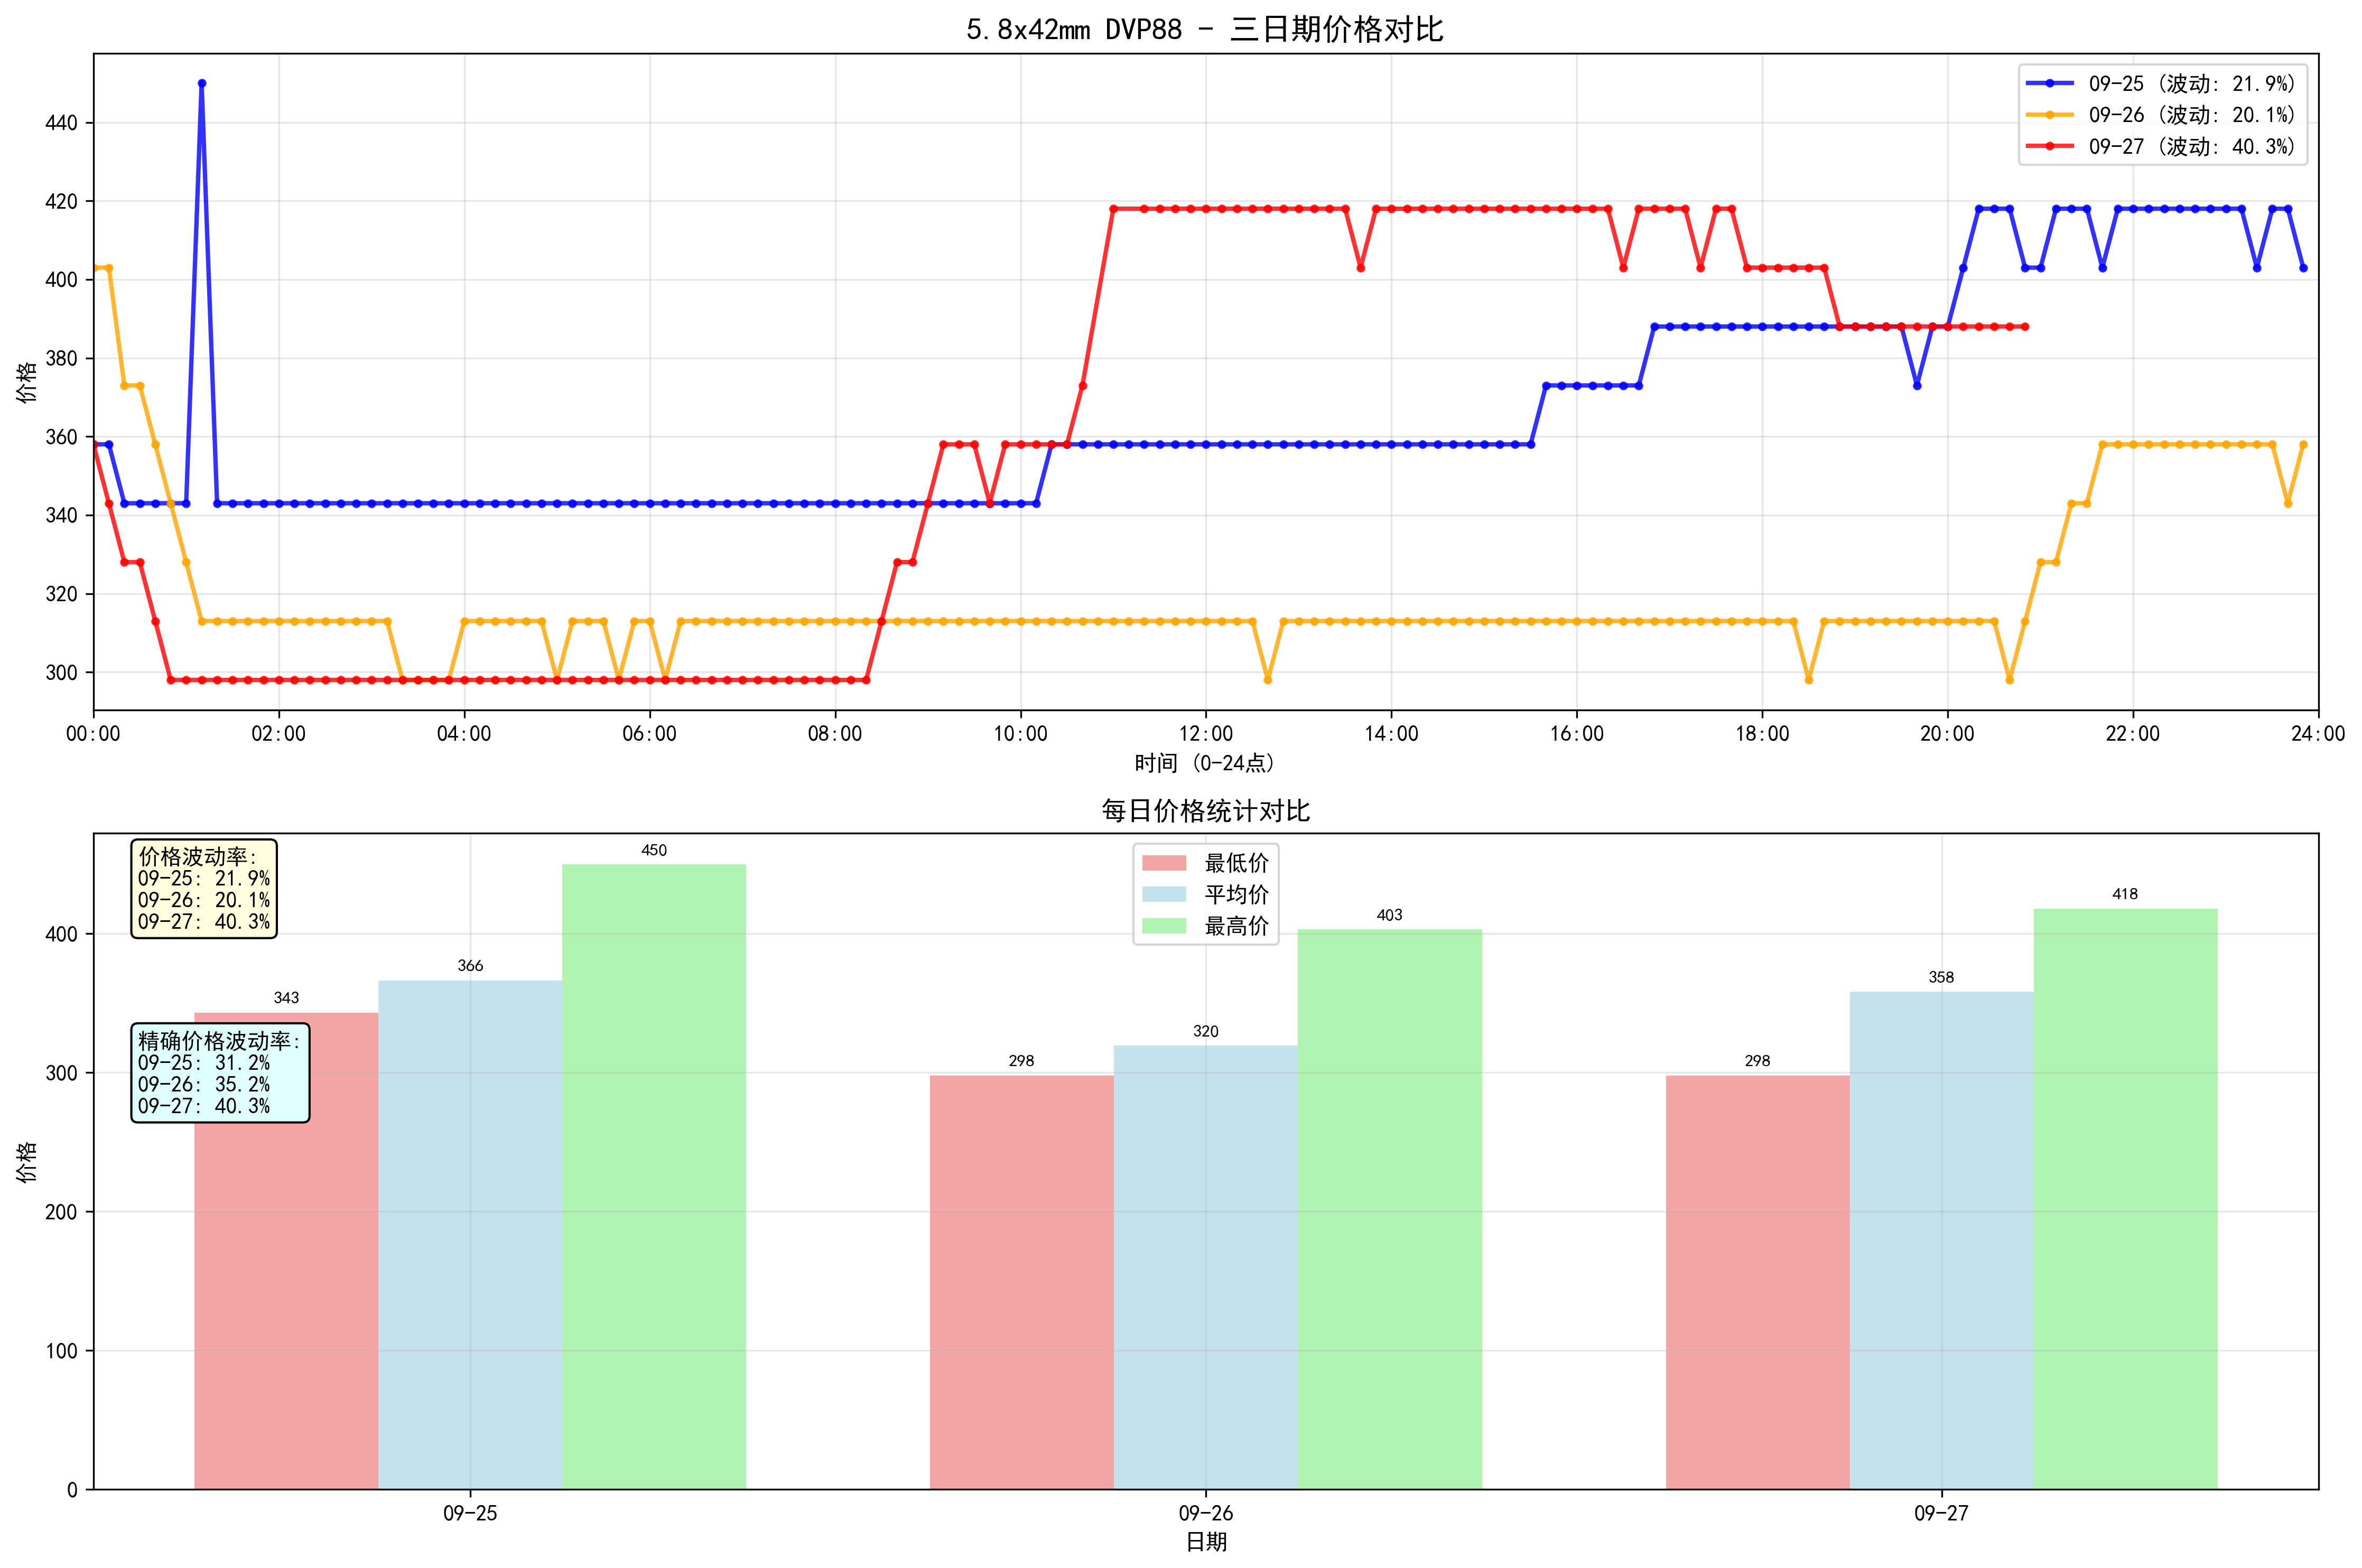 5.8x42mm DVP88 - 三日期价格对比
09-25 (波动: 21.9%)
09-26 (波动: 20.1%)
09-27 (波动: 40.3%)
价格
440
420
400
380
360
340
320
300
00:00 02:00 04:00 06:00 08:00 10:00 12:00 14:00 16:00 18:00 20:00 22:00 24:00
时间 (0-24点)
每日价格统计对比
价格波动率:
09-25: 21.9%
09-26: 20.1%
09-27: 40.3%
精确价格波动率:
09-25: 31.2%
09-26: 35.2%
09-27: 40.3%
最低价
平均价
最高价
343 366 450
298 320 403
298 358 418
价格
400
300
200
100
0
09-25 09-26 09-27
日期